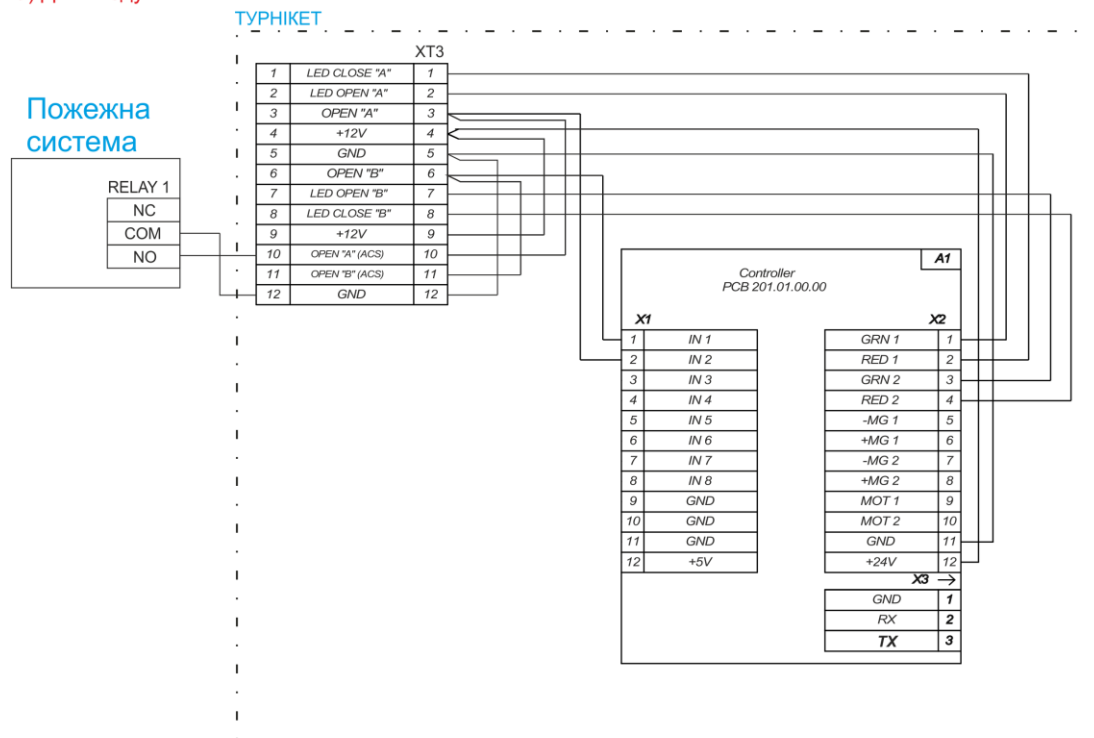 ТУРНІКЕТ
XT3
1 LED CLOSE "A" 1
2 LED OPEN "A" 2
3 OPEN "A" 3
4 +12V 4
5 GND 5
6 OPEN "B" 6
7 LED OPEN "B" 7
8 LED CLOSE "B" 8
9 +12V 9
10 OPEN "A" (ACS) 10
11 OPEN "B" (ACS) 11
12 GND 12
Пожежна
система
RELAY 1
NC
COM
NO
A1
Controller
PCB 201.01.00.00
X1
1 IN 1
2 IN 2
3 IN 3
4 IN 4
5 IN 5
6 IN 6
7 IN 7
8 IN 8
9 GND
10 GND
11 GND
12 +5V
X2
GRN 1 1
RED 1 2
GRN 2 3
RED 2 4
-MG 1 5
+MG 1 6
-MG 2 7
+MG 2 8
MOT 1 9
MOT 2 10
GND 11
+24V 12
X3 →
GND 1
RX 2
TX 3